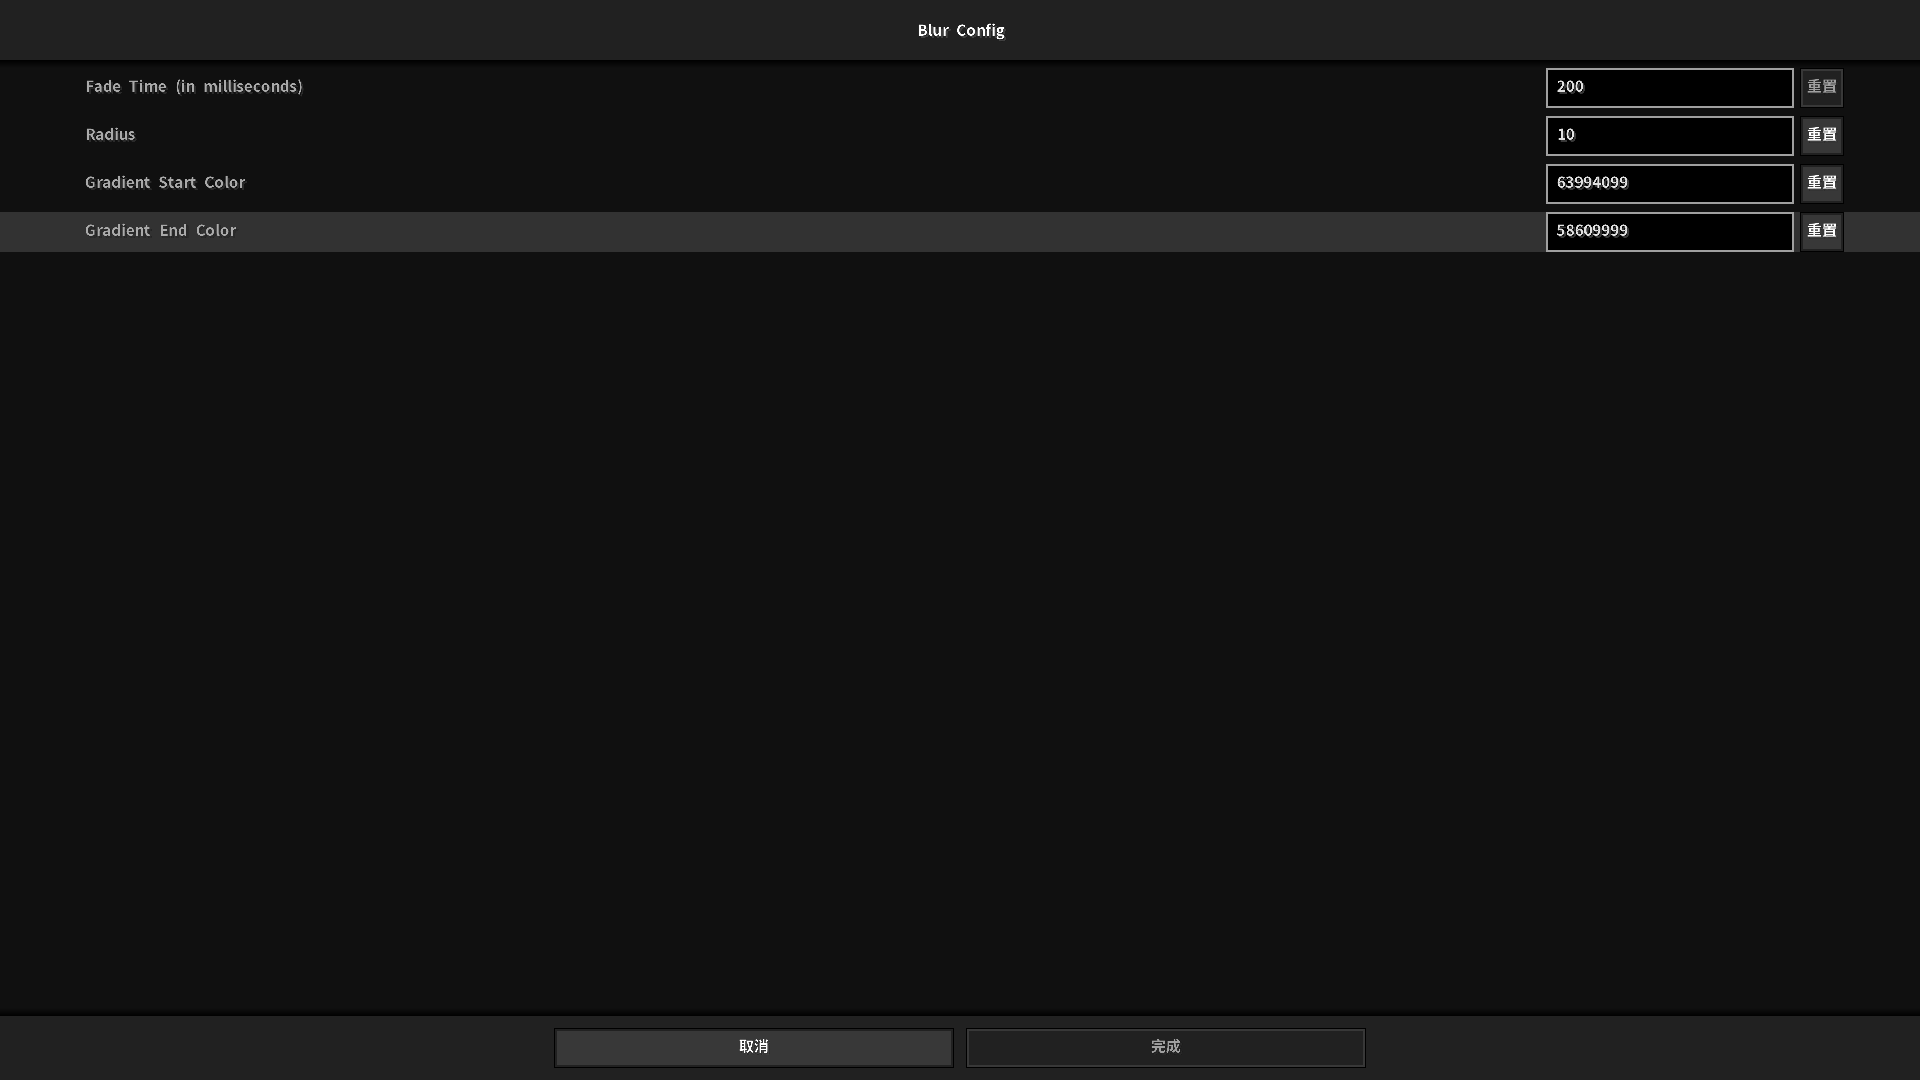 Blur Config
Fade Time (in milliseconds) 200 重置
Radius 10 重置
Gradient Start Color 63994099 重置
Gradient End Color 58609999 重置
取消 完成